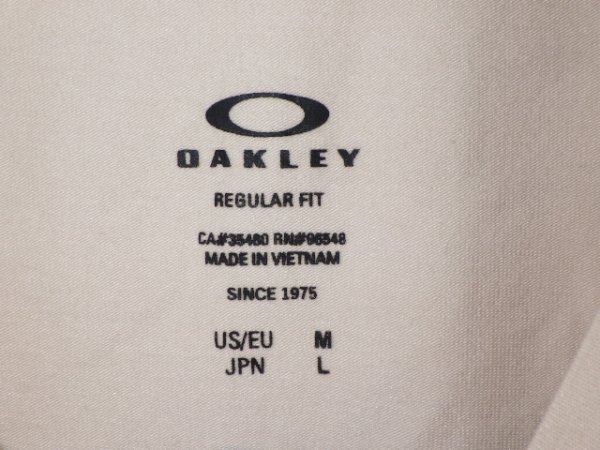 OAKLEY
REGULAR FIT
CA#35480 RN#96548
MADE IN VIETNAM
SINCE 1975
US/EU M
JPN L